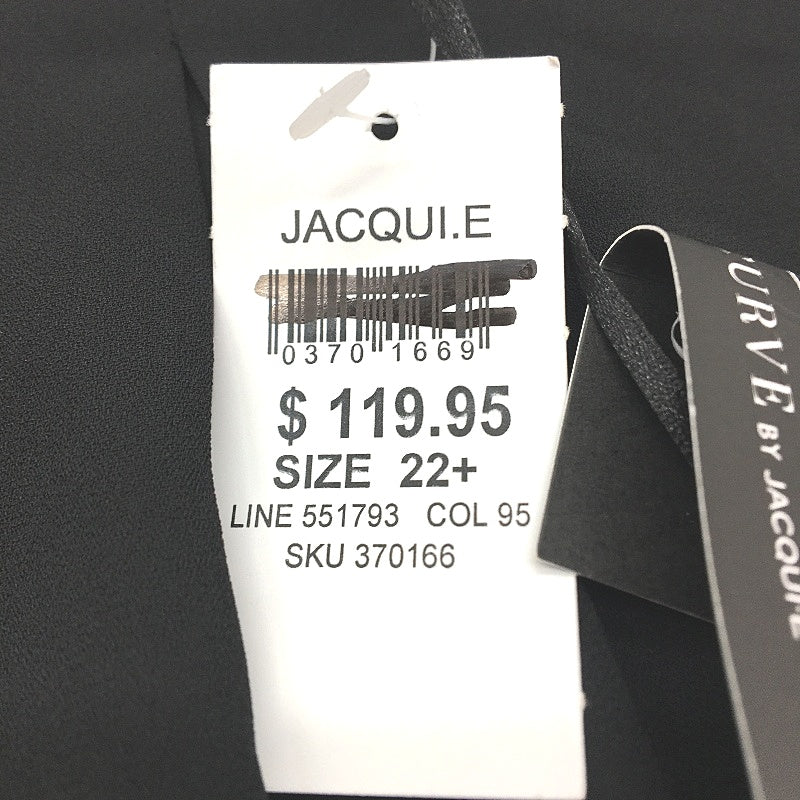 JACQUI.E
0370 1669
$ 119.95
SIZE 22+
LINE 551793 COL 95
SKU 370166
URVE BY JACQUI.E